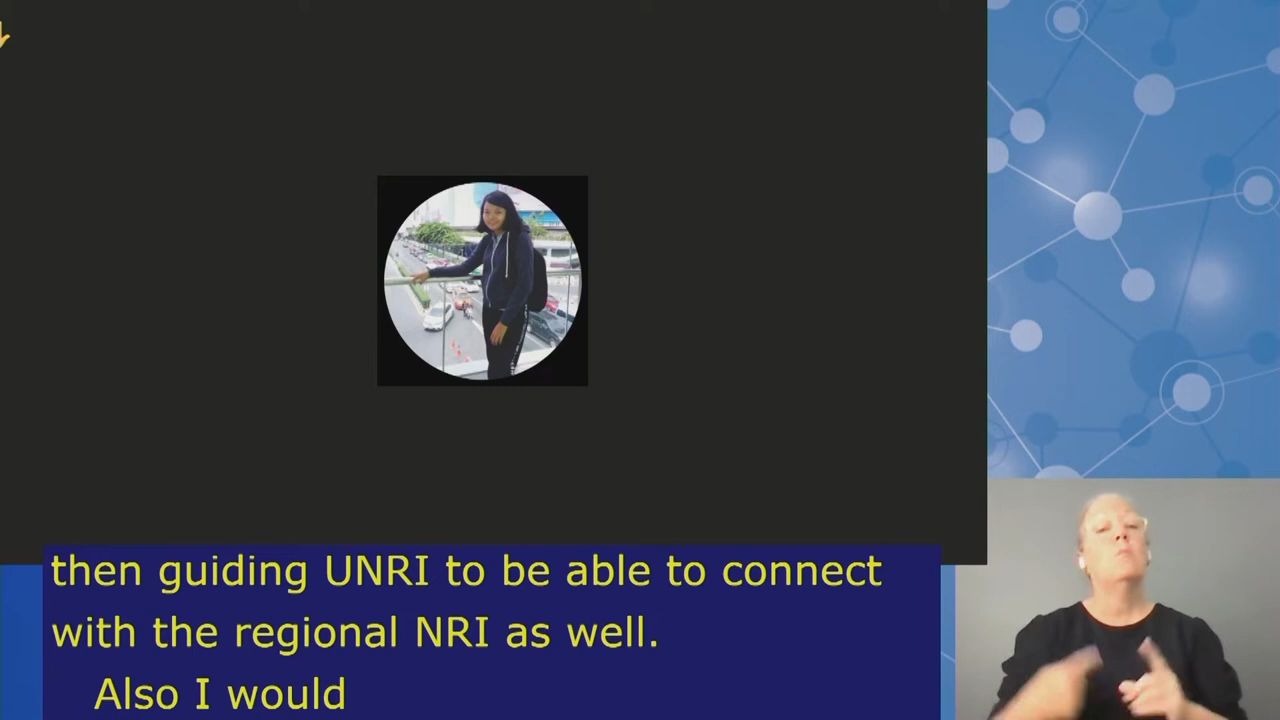 then guiding UNRI to be able to connect
with the regional NRI as well.
Also I would